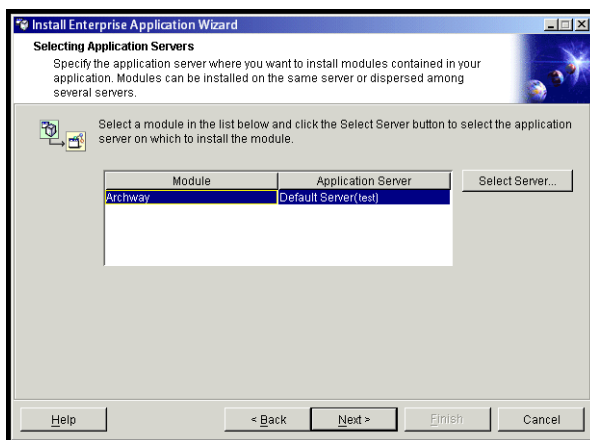 Install Enterprise Application Wizard
Selecting Application Servers
Specify the application server where you want to install modules contained in your
application. Modules can be installed on the same server or dispersed among
several servers.
Select a module in the list below and click the Select Server button to select the application
server on which to install the module.
Module Application Server Select Server...
Archway Default Server(test)
Help < Back Next > Finish Cancel